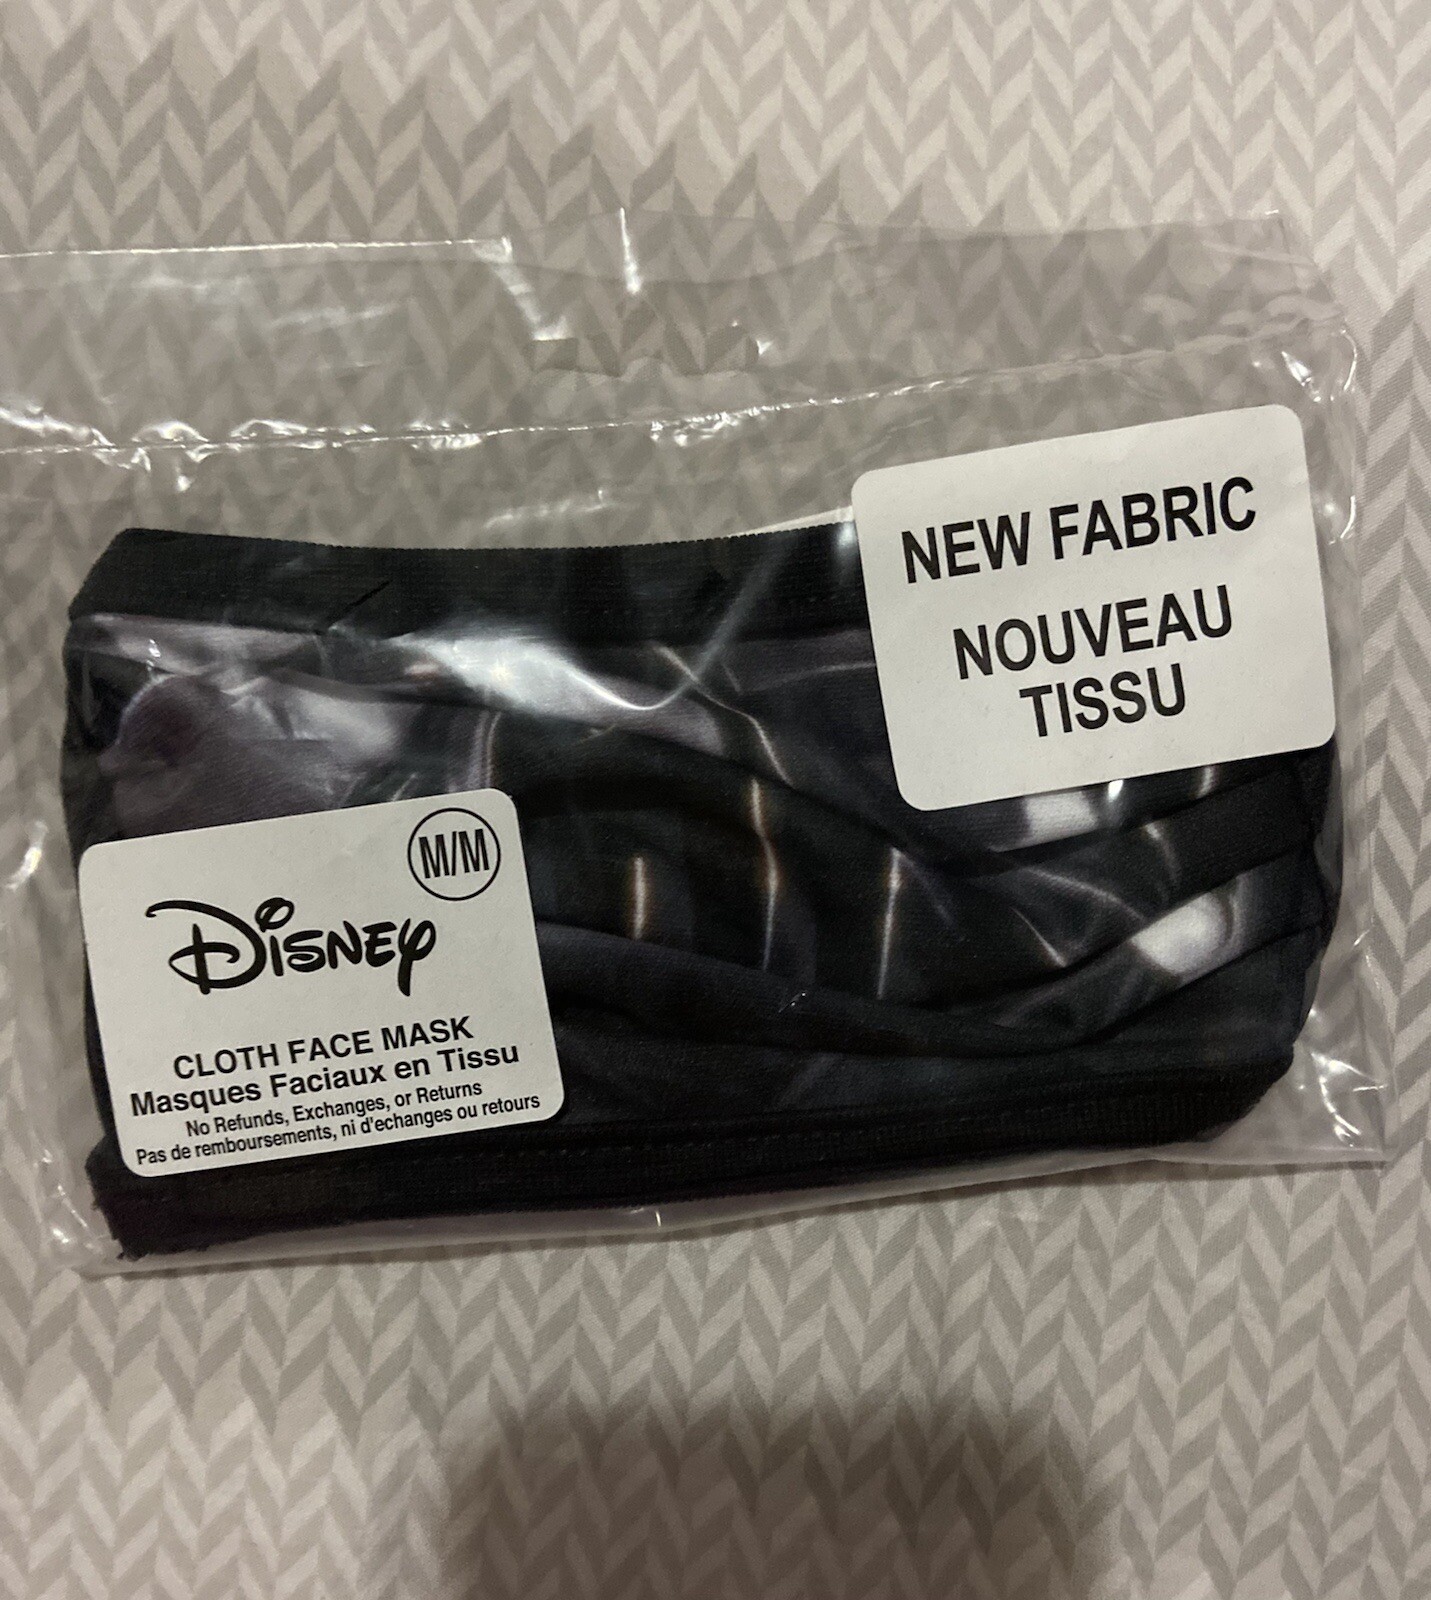 NEW FABRIC
NOUVEAU
TISSU
M/M
Disney
CLOTH FACE MASK
Masques Faciaux en Tissu
No Refunds, Exchanges, or Returns
Pas de remboursements, ni d'echanges ou retours